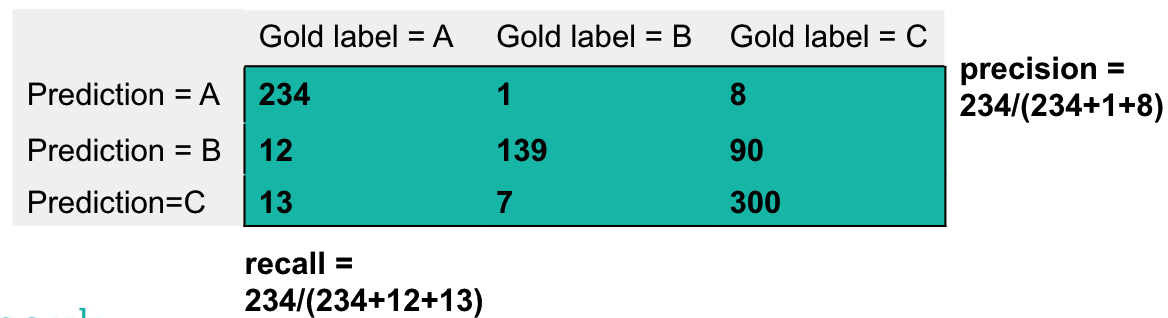 Gold label = A Gold label = B Gold label = C
precision =
234/(234+1+8)
Prediction = A 234 1 8
Prediction = B 12 139 90
Prediction=C 13 7 300
recall =
234/(234+12+13)